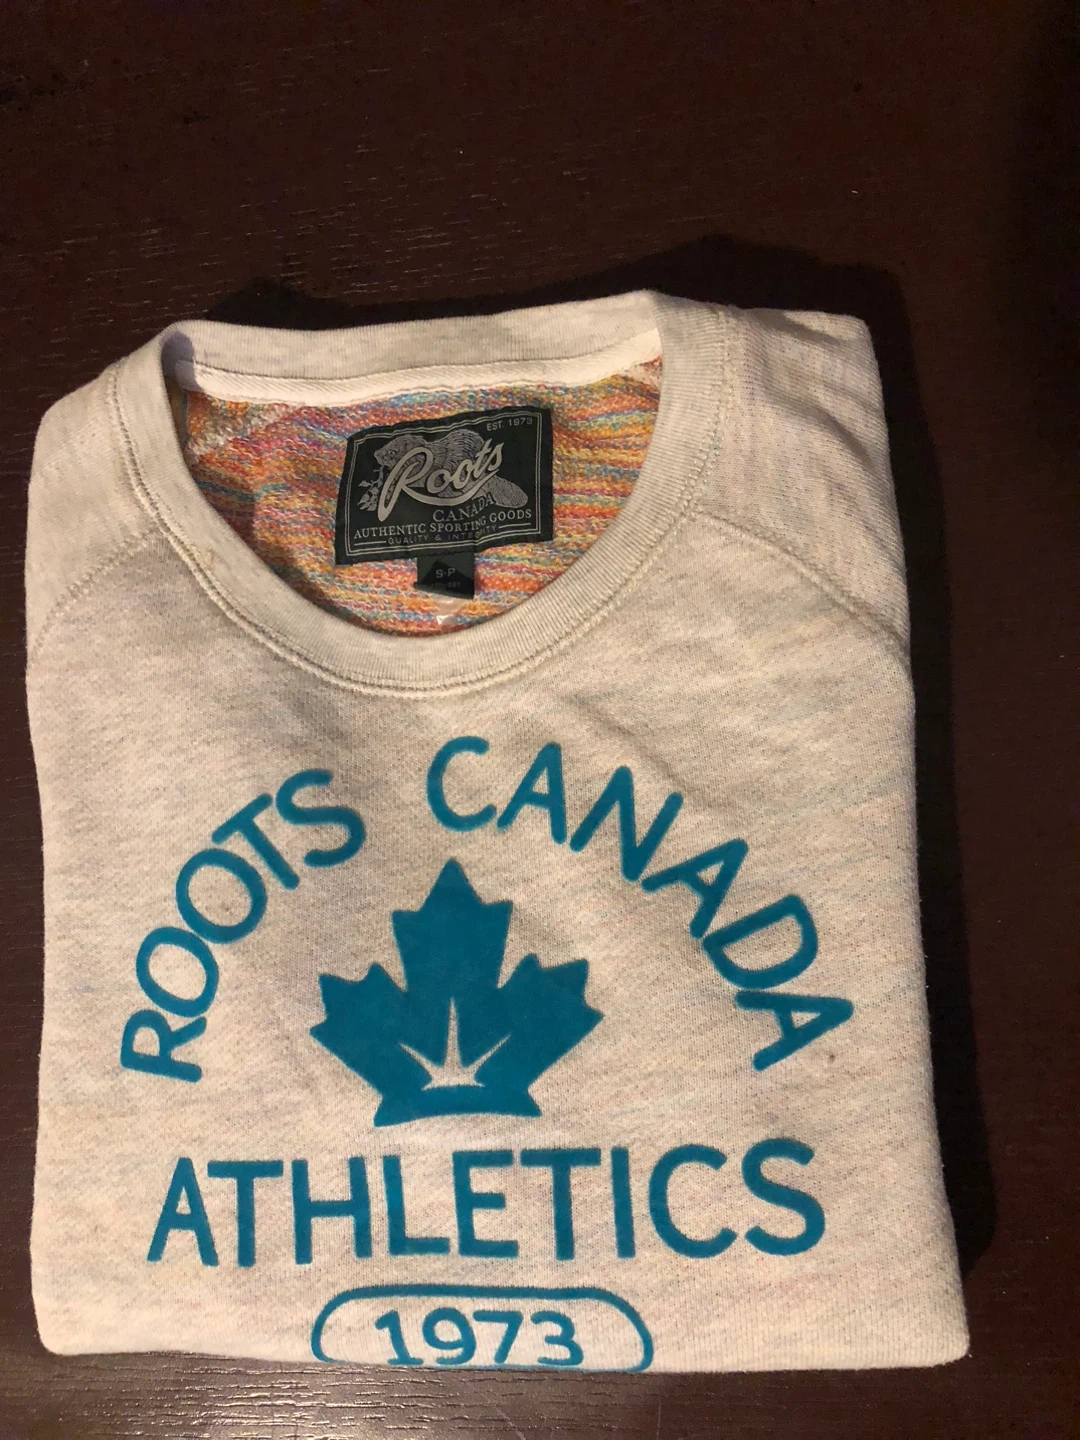 EST. 1973
Roots
CANADA
AUTHENTIC SPORTING GOODS
QUALITY & INTEGRITY
S-P
ROOTS CANADA
ATHLETICS
1973